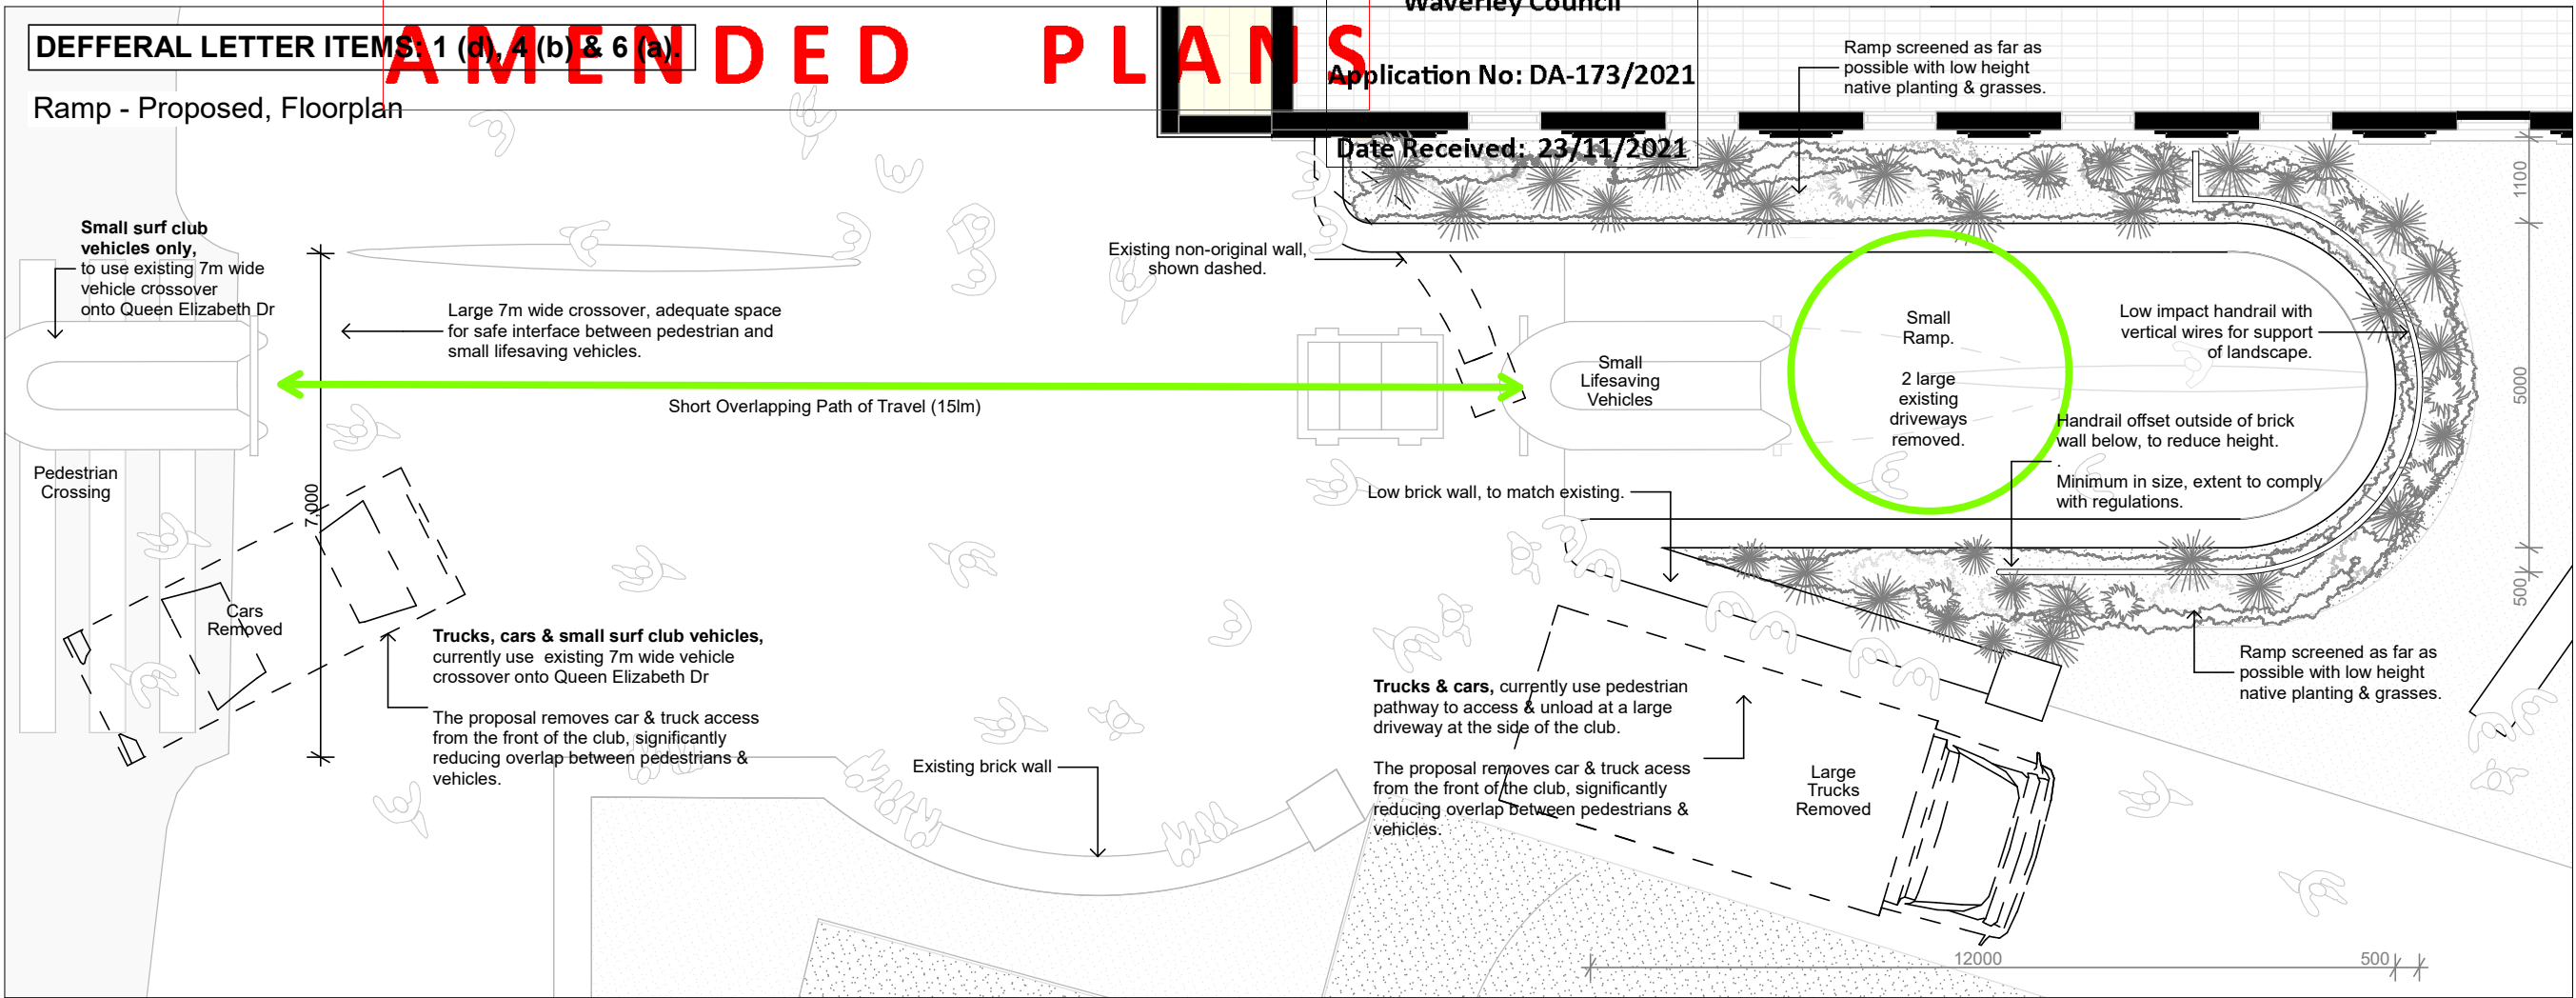 DEFFERAL LETTER ITEMS: 1 (d), 4 (b) & 6 (a).
AMENDED PLANS
Waverley Council
Application No: DA-173/2021
Date Received: 23/11/2021
Ramp - Proposed, Floorplan
Ramp screened as far as
possible with low height
native planting & grasses.
1100
Small surf club
vehicles only,
to use existing 7m wide
vehicle crossover
onto Queen Elizabeth Dr
Large 7m wide crossover, adequate space
for safe interface between pedestrian and
small lifesaving vehicles.
Existing non-original wall,
shown dashed.
Small
Ramp.
2 large
existing
driveways
removed.
Low impact handrail with
vertical wires for support
of landscape.
Small
Lifesaving
Vehicles
Short Overlapping Path of Travel (15lm)
5000
Handrail offset outside of brick
wall below, to reduce height.
.
Minimum in size, extent to comply
with regulations.
Pedestrian
Crossing
7,000
Low brick wall, to match existing.
500
Cars
Removed
Trucks, cars & small surf club vehicles,
currently use existing 7m wide vehicle
crossover onto Queen Elizabeth Dr
The proposal removes car & truck access
from the front of the club, significantly
reducing overlap between pedestrians &
vehicles.
Existing brick wall
Trucks & cars, currently use pedestrian
pathway to access & unload at a large
driveway at the side of the club.
The proposal removes car & truck acess
from the front of the club, significantly
reducing overlap between pedestrians &
vehicles.
Large
Trucks
Removed
Ramp screened as far as
possible with low height
native planting & grasses.
12000
500